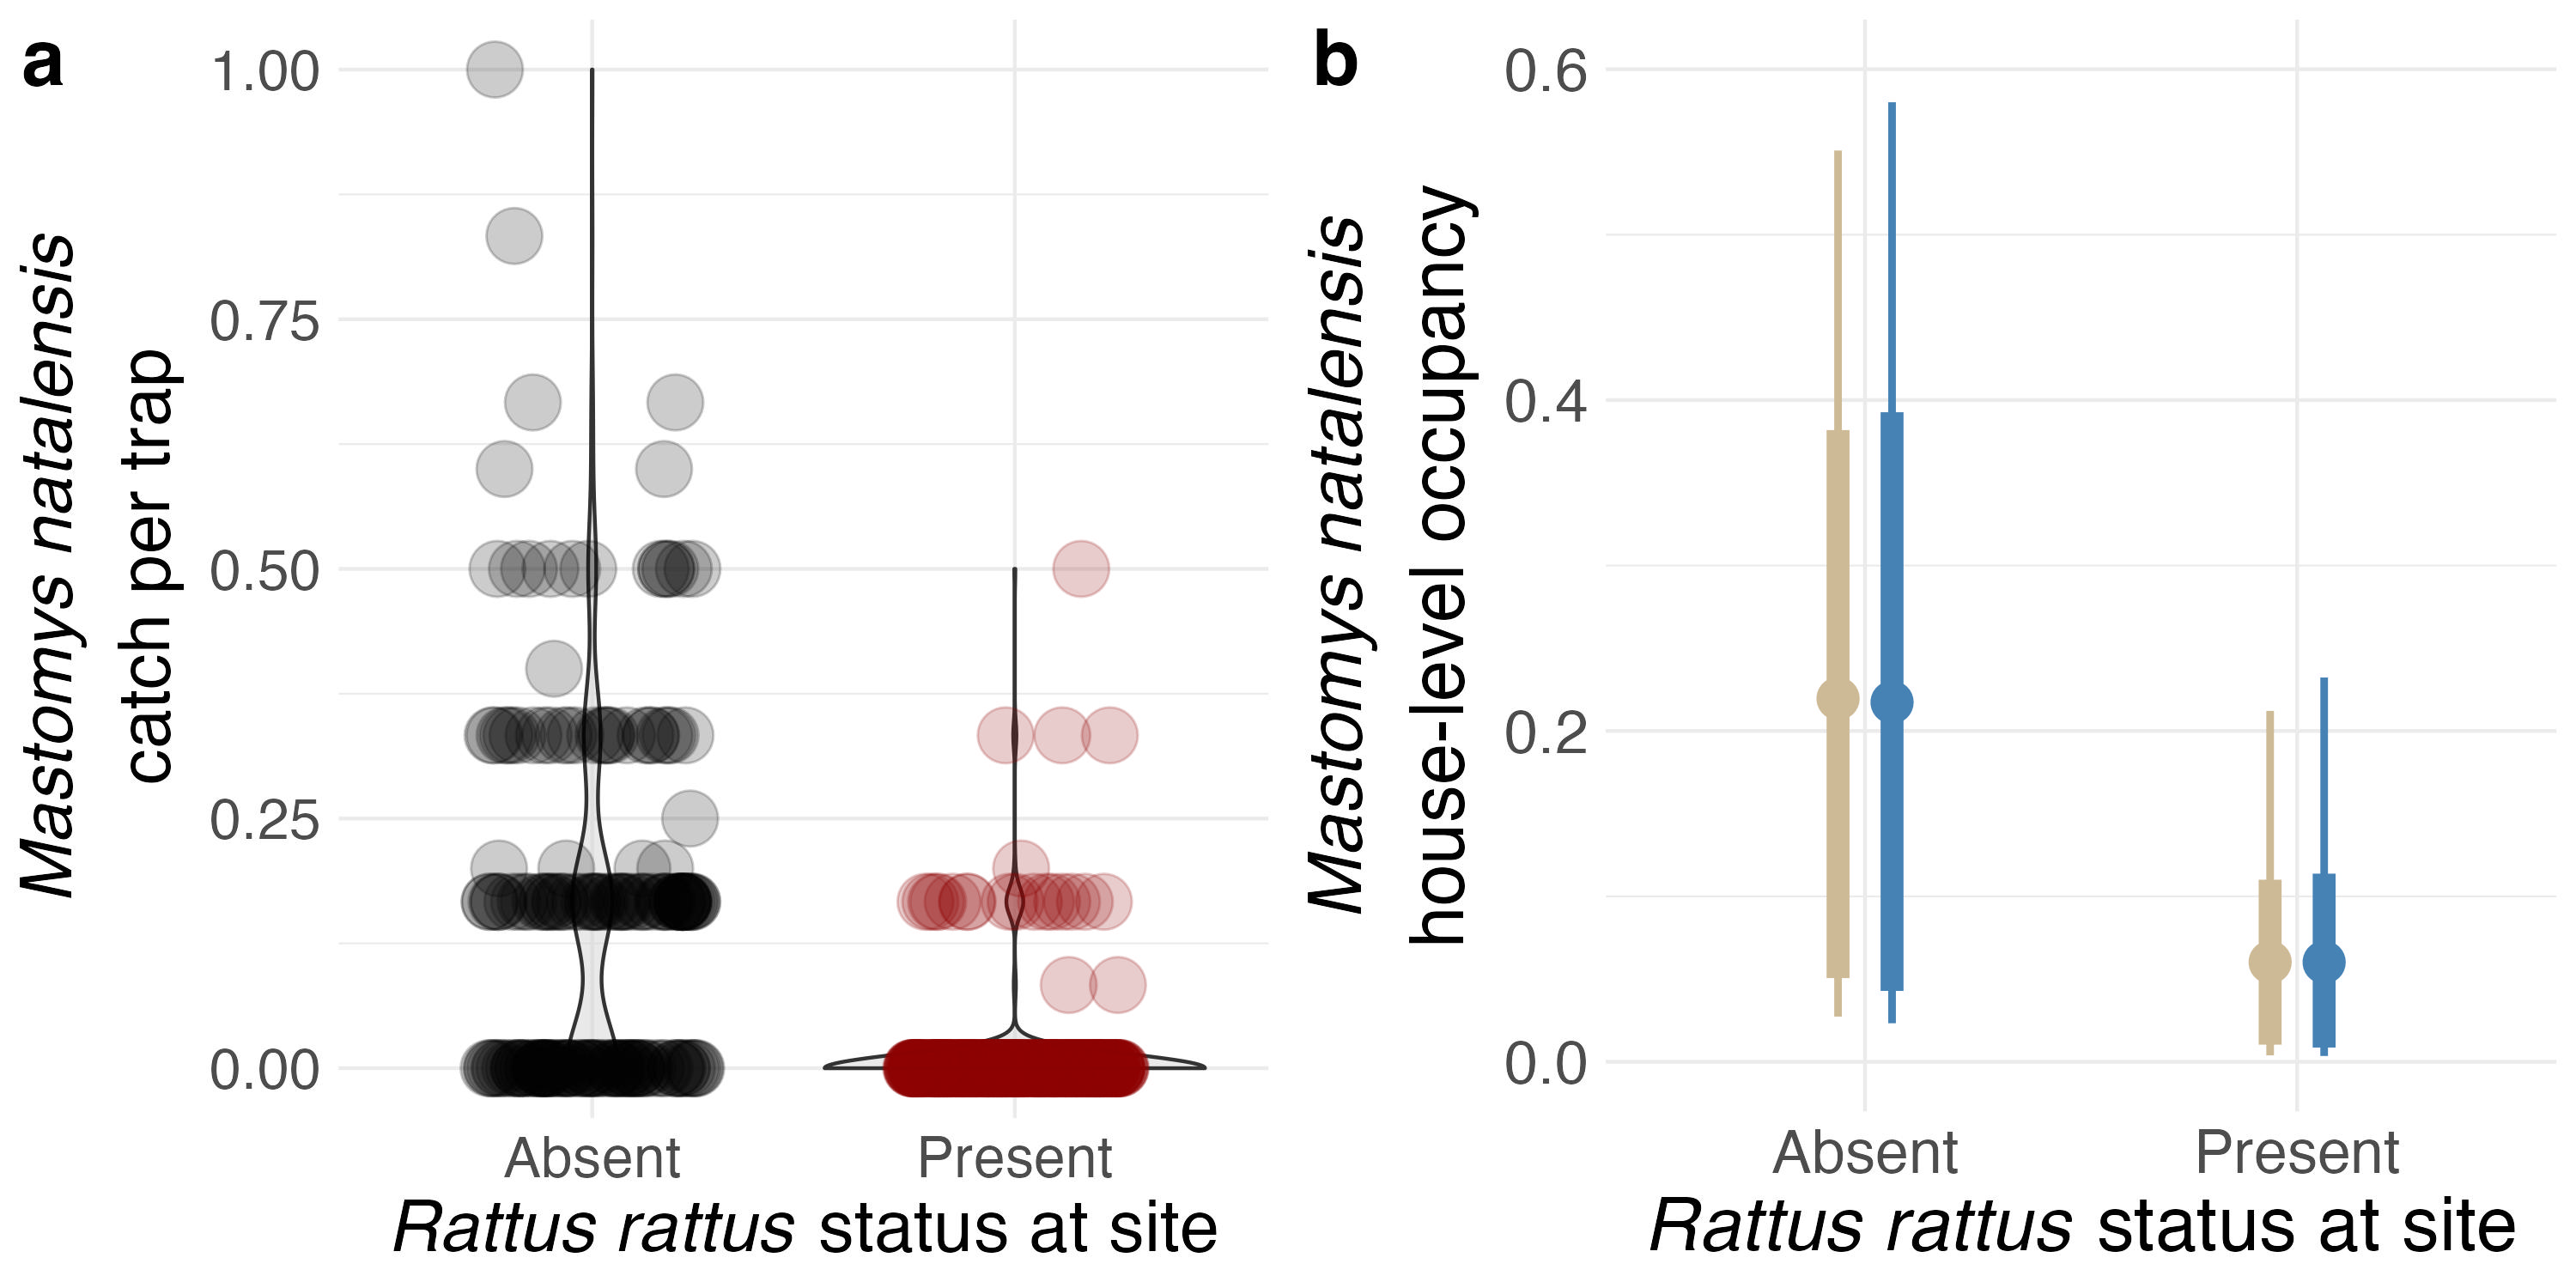 a
Mastomys natalensis
catch per trap
1.00
0.75
0.50
0.25
0.00
Absent
Present
Rattus rattus status at site
b
Mastomys natalensis
house-level occupancy
0.6
0.4
0.2
0.0
Absent
Present
Rattus rattus status at site